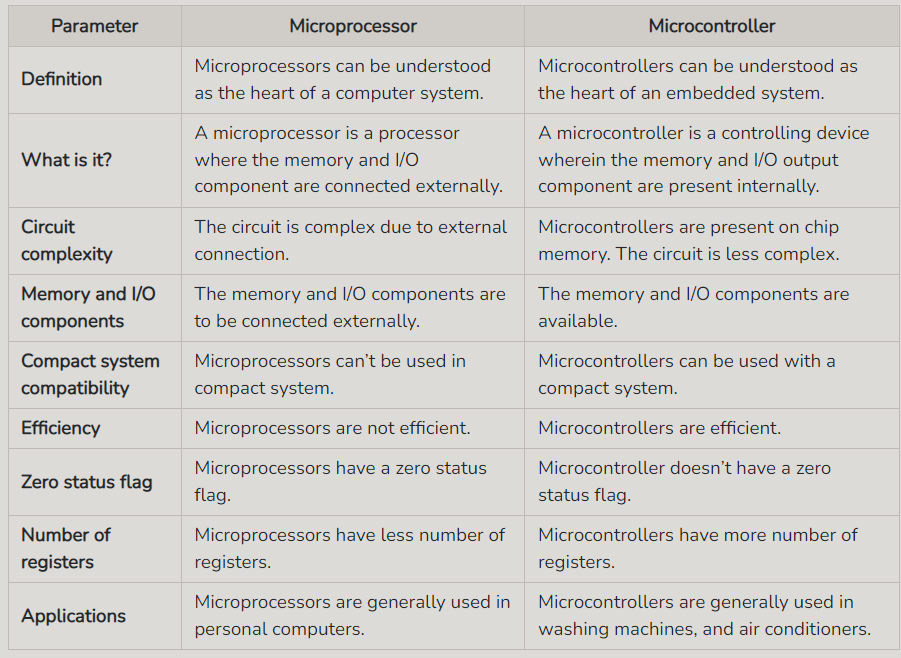 Parameter Microprocessor Microcontroller
Definition
Microprocessors can be understood
as the heart of a computer system.
Microcontrollers can be understood as
the heart of an embedded system.
What is it?
A microprocessor is a processor
where the memory and I/O
component are connected externally.
A microcontroller is a controlling device
wherein the memory and I/O output
component are present internally.
Circuit
complexity
The circuit is complex due to external
connection.
Microcontrollers are present on chip
memory. The circuit is less complex.
Memory and I/O
components
The memory and I/O components are
to be connected externally.
The memory and I/O components are
available.
Compact system
compatibility
Microprocessors can’t be used in
compact system.
Microcontrollers can be used with a
compact system.
Efficiency
Microprocessors are not efficient.
Microcontrollers are efficient.
Zero status flag
Microprocessors have a zero status
flag.
Microcontroller doesn’t have a zero
status flag.
Number of
registers
Microprocessors have less number of
registers.
Microcontrollers have more number of
registers.
Applications
Microprocessors are generally used in
personal computers.
Microcontrollers are generally used in
washing machines, and air conditioners.